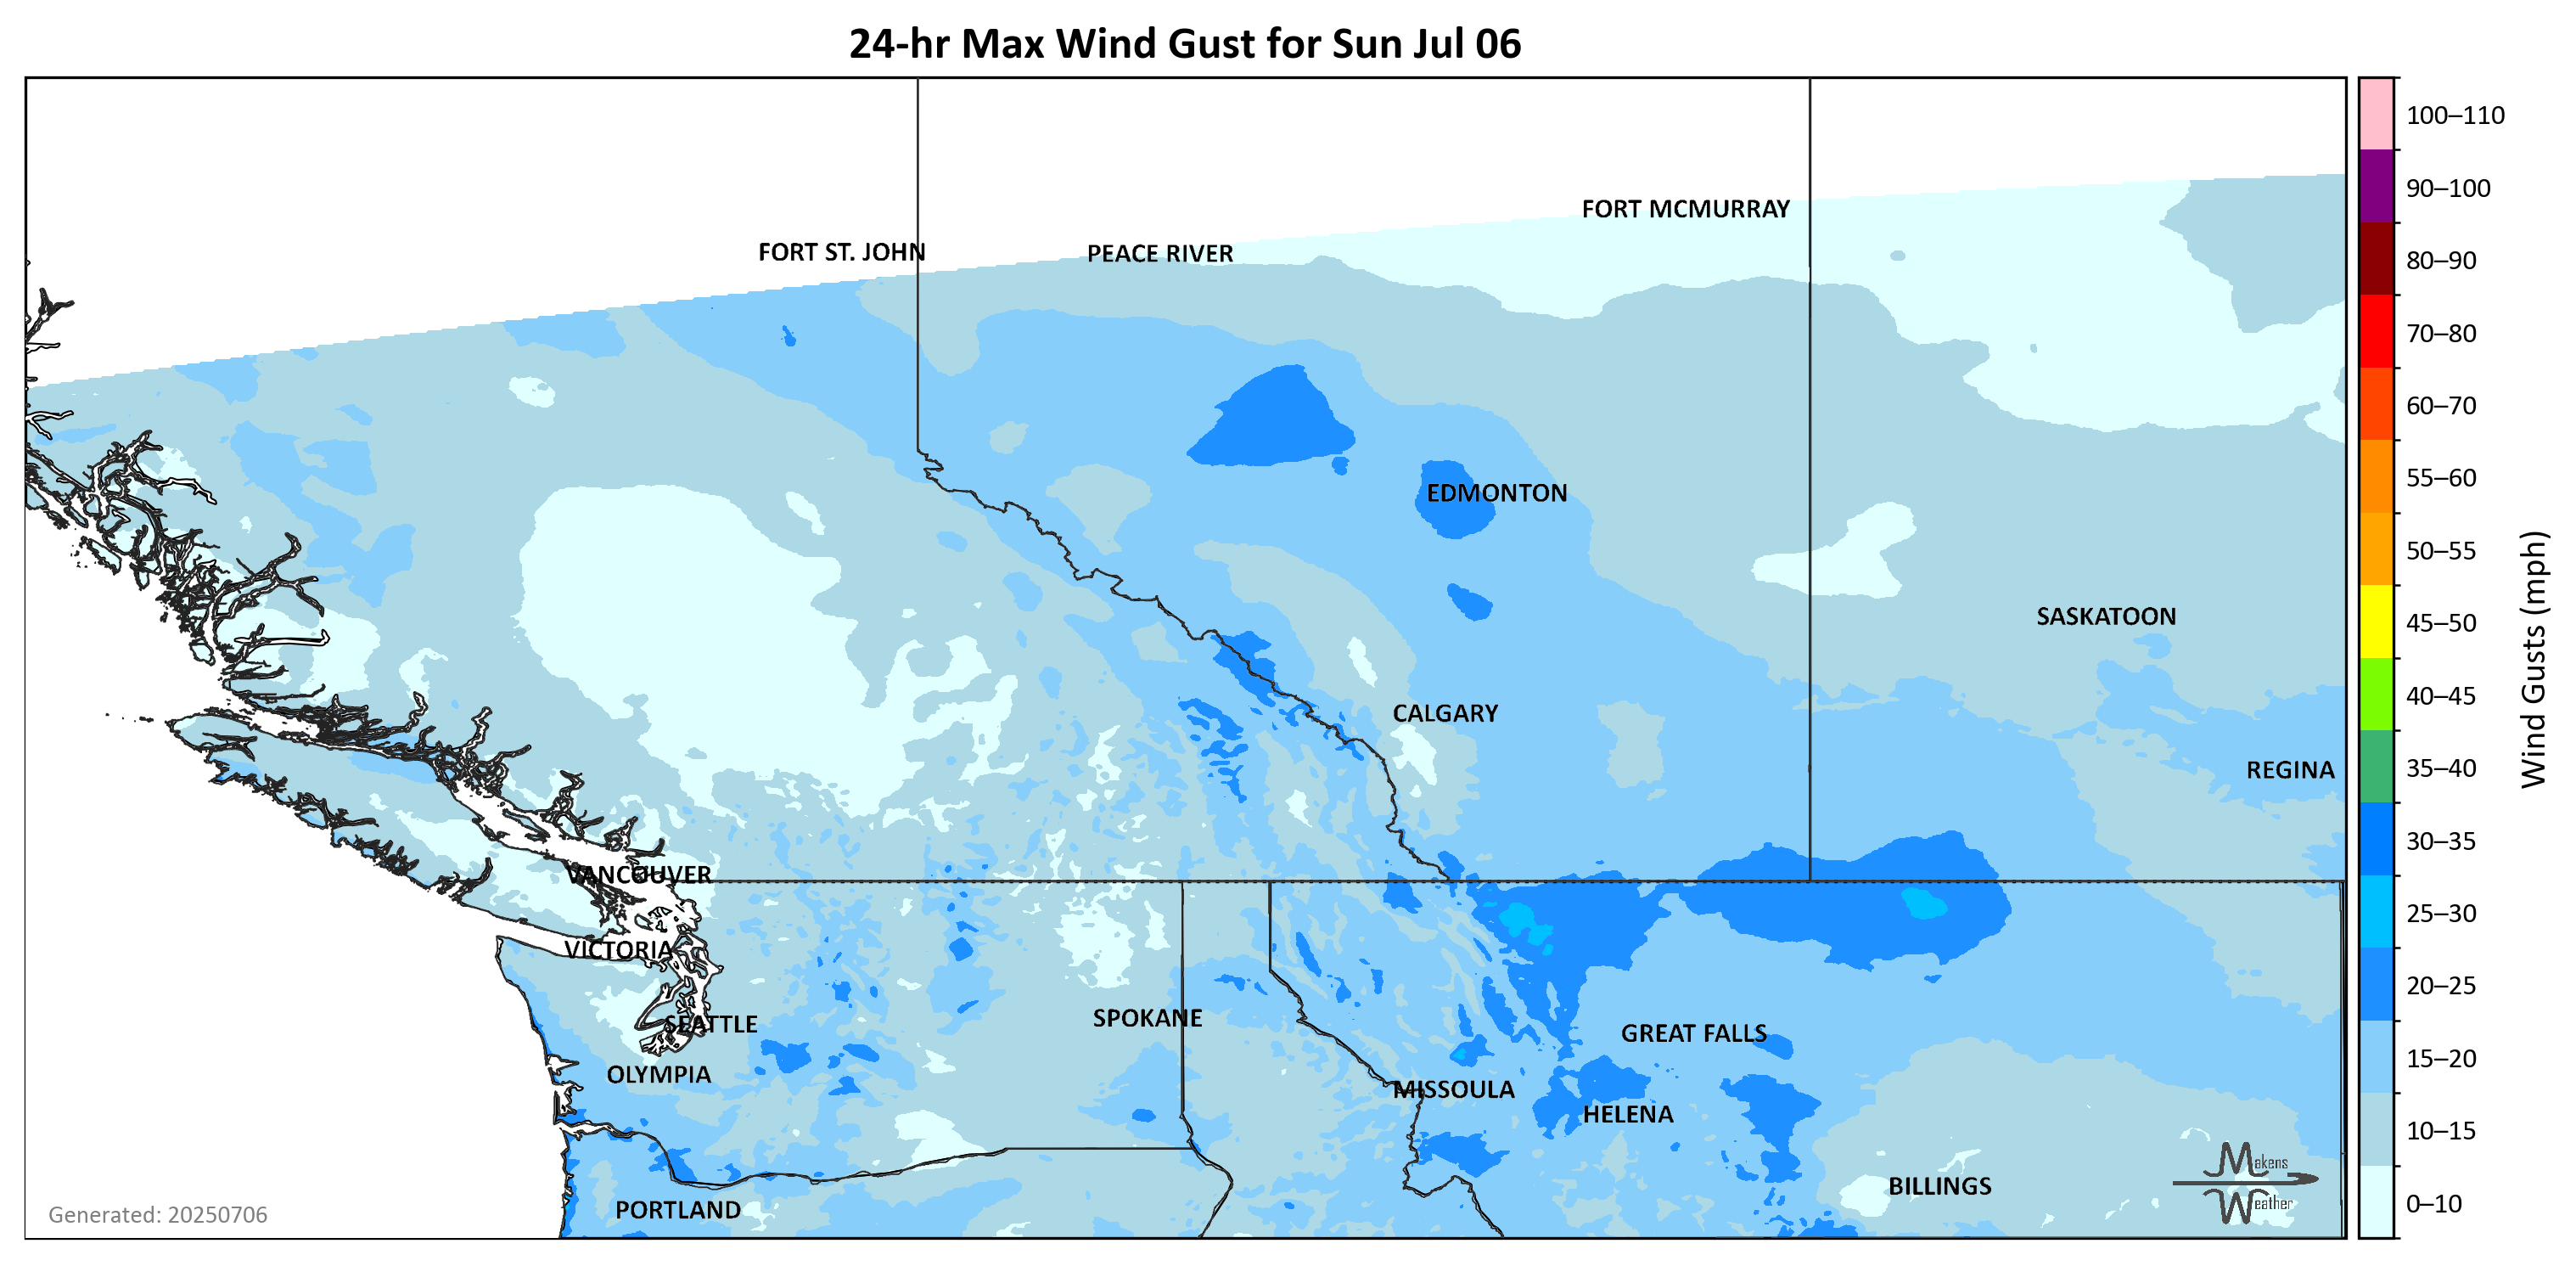 24-hr Max Wind Gust for Sun Jul 06
FORT MCMURRAY
FORT ST. JOHN
PEACE RIVER
EDMONTON
SASKATOON
CALGARY
REGINA
VANCOUVER
VICTORIA
SPOKANE
SEATTLE
GREAT FALLS
OLYMPIA
MISSOULA
HELENA
BILLINGS
PORTLAND
Makens
Weather
Generated: 20250706
100–110
90–100
80–90
70–80
60–70
55–60
50–55
45–50
40–45
35–40
30–35
25–30
20–25
15–20
10–15
0–10
Wind Gusts (mph)